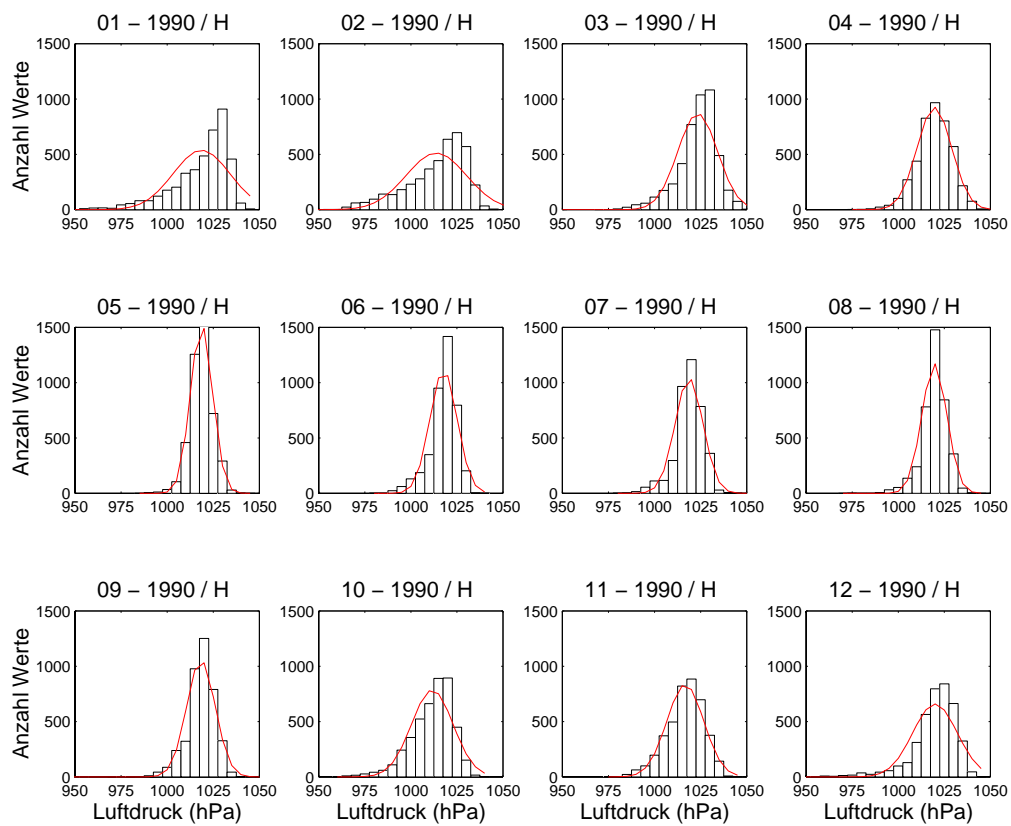 01 − 1990 / H
02 − 1990 / H
03 − 1990 / H
04 − 1990 / H
1500
1000
500
0
Anzahl Werte
950 975 1000 1025 1050
1500
1000
500
0
950 975 1000 1025 1050
1500
1000
500
0
950 975 1000 1025 1050
1500
1000
500
0
950 975 1000 1025 1050
05 − 1990 / H
06 − 1990 / H
07 − 1990 / H
08 − 1990 / H
1500
1000
500
0
Anzahl Werte
950 975 1000 1025 1050
1500
1000
500
0
950 975 1000 1025 1050
1500
1000
500
0
950 975 1000 1025 1050
1500
1000
500
0
950 975 1000 1025 1050
09 − 1990 / H
10 − 1990 / H
11 − 1990 / H
12 − 1990 / H
1500
1000
500
0
Anzahl Werte
950 975 1000 1025 1050
Luftdruck (hPa)
1500
1000
500
0
950 975 1000 1025 1050
Luftdruck (hPa)
1500
1000
500
0
950 975 1000 1025 1050
Luftdruck (hPa)
1500
1000
500
0
950 975 1000 1025 1050
Luftdruck (hPa)